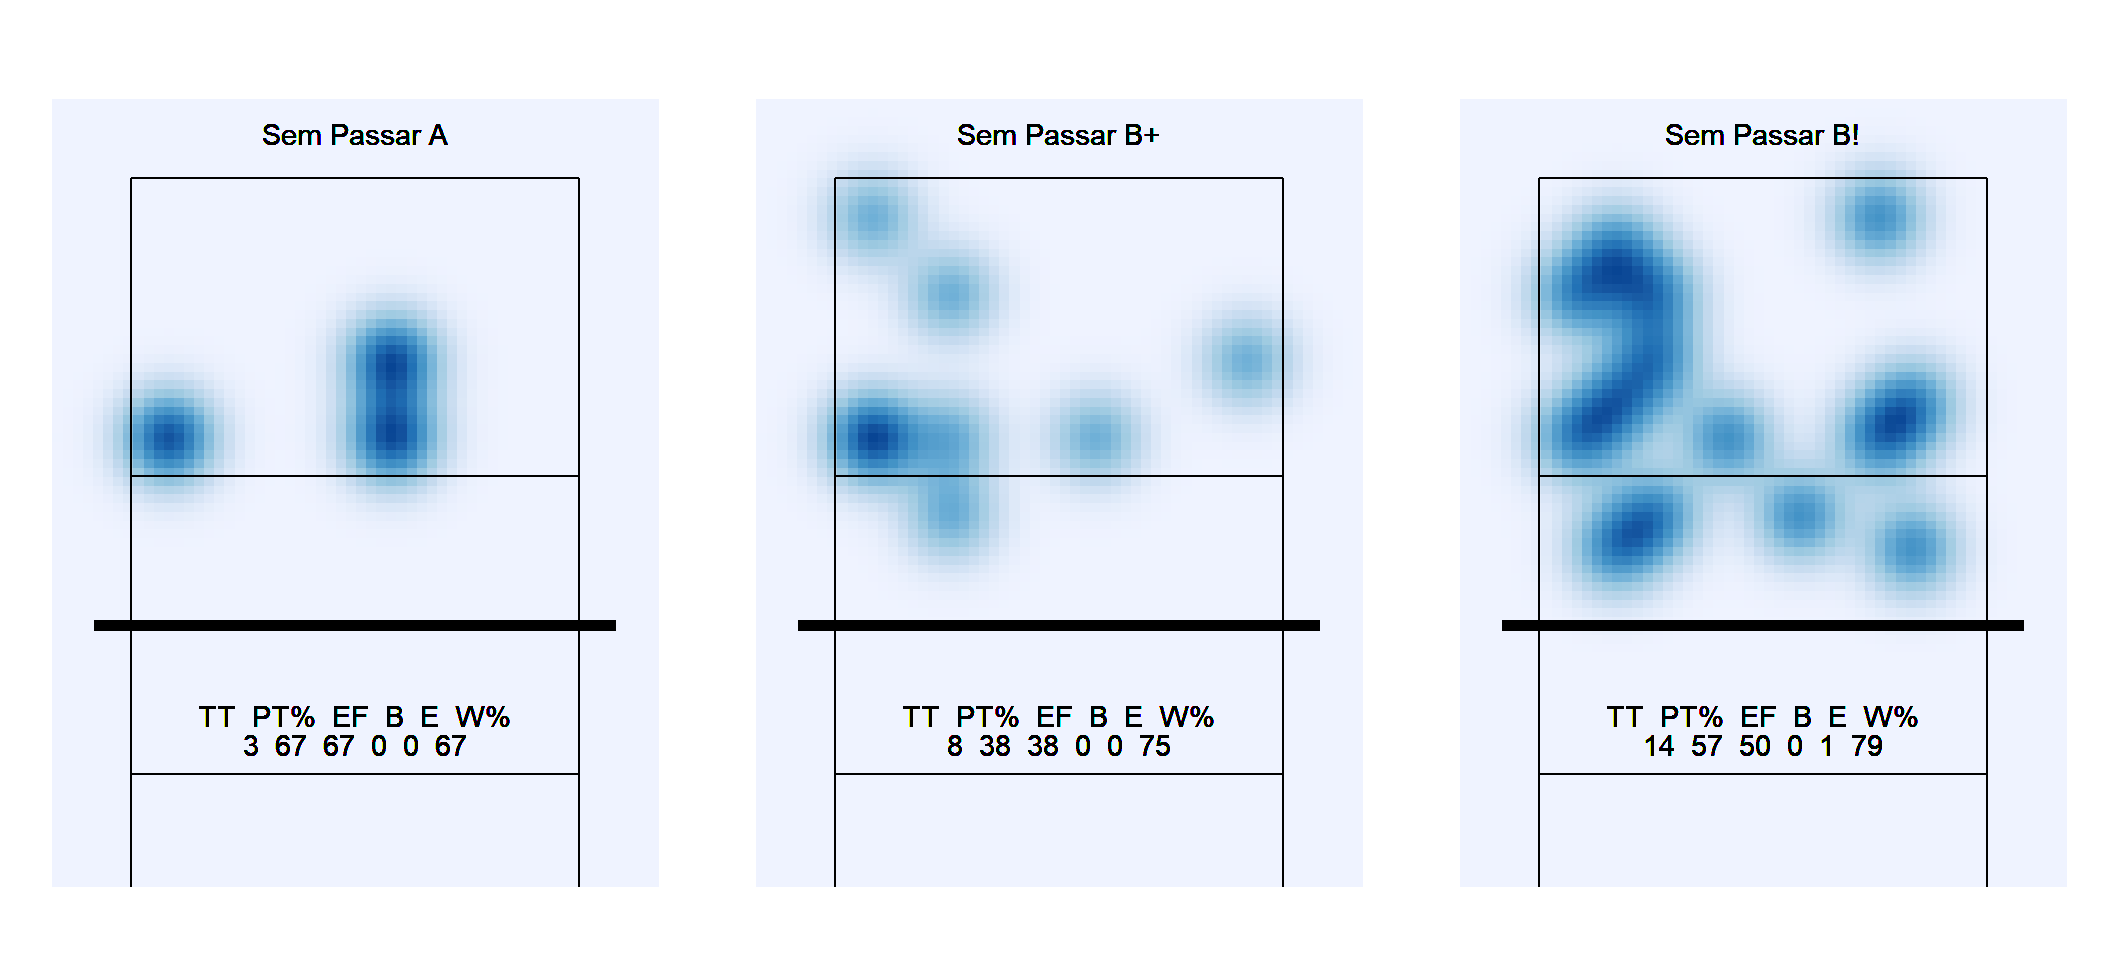 Sem Passar A
TT PT% EF B E W%
3 67 67 0 0 67
Sem Passar B+
TT PT% EF B E W%
8 38 38 0 0 75
Sem Passar B!
TT PT% EF B E W%
14 57 50 0 1 79